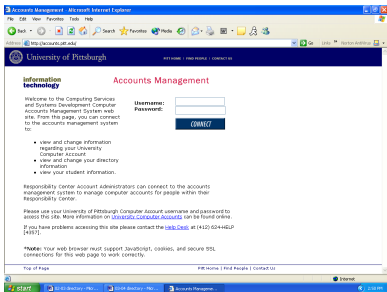 Accounts Management - Microsoft Internet Explorer
File Edit View Favorites Tools Help
Back Search Favorites Media
Address http://accounts.pitt.edu/ Go Links Norton AntiVirus
University of Pittsburgh
PITT HOME | FIND PEOPLE | CONTACT US
information
technology
Accounts Management
Welcome to the Computing Services
and Systems Development Computer
Accounts Management System web
site. From this page, you can connect
to the accounts management system
to:
Username:
Password:
CONNECT
view and change information
regarding your University
Computer Account
view and change your directory
information
view your student information.
Responsibility Center Account Administrators can connect to the accounts
management system to manage computer accounts for people within their
Responsibility Center.
Please use your University of Pittsburgh Computer Account username and password to
access this site. More information on University Computer Accounts can be found online.
If you have problems accessing this site please contact the Help Desk at (412) 624-HELP
[4357].
*Note: Your web browser must support JavaScript, cookies, and secure SSL
connections for this web page to work correctly.
Top of Page
Pitt Home | Find People | Contact Us
Internet
start
Accounts Managemen...
2:58 PM